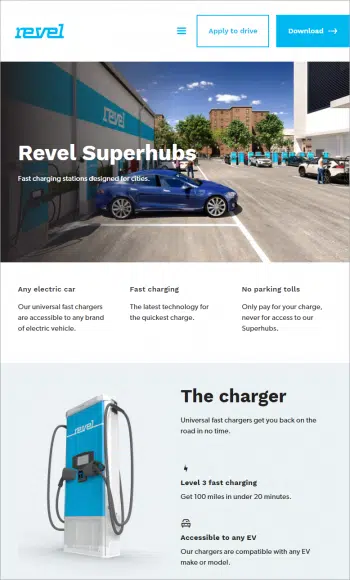 revel
Apply to drive
Download
revel
Revel Superhubs
Fast charging stations designed for cities.
Any electric car
Our universal fast chargers
are accessible to any brand
of electric vehicle.
Fast charging
The latest technology for
the quickest charge.
No parking tolls
Only pay for your charge,
never for access to our
Superhubs.
revel
The charger
Universal fast chargers get you back on the
road in no time.
Level 3 fast charging
Get 100 miles in under 20 minutes.
Accessible to any EV
Our chargers are compatible with any EV
make or model.